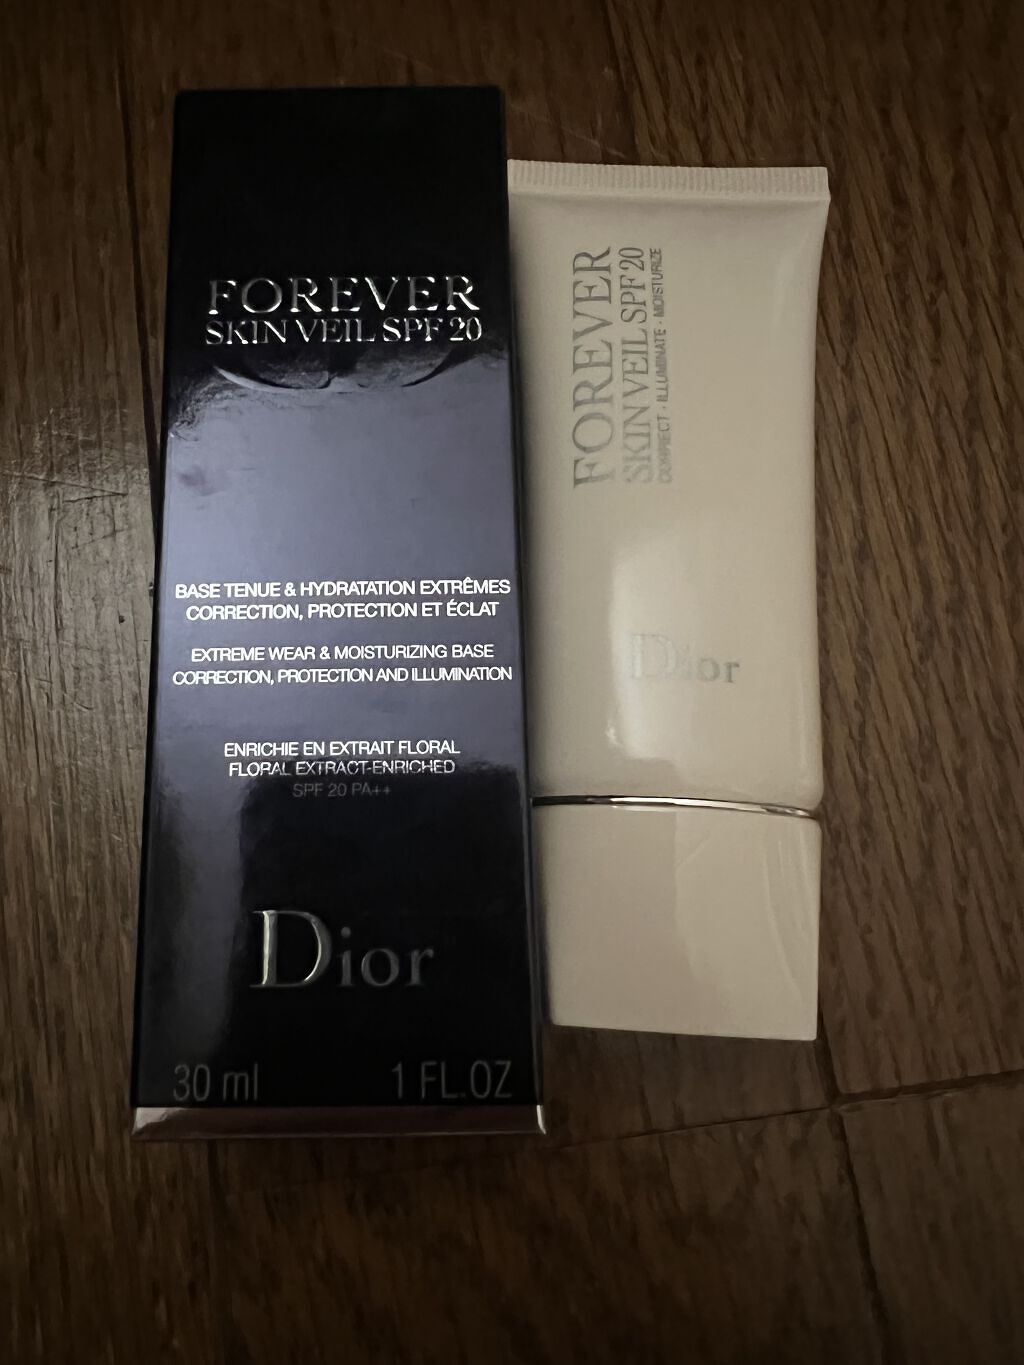 FOREVER
SKIN VEIL SPF 20
BASE TENUE & HYDRATATION EXTRÊMES
CORRECTION, PROTECTION ET ÉCLAT
EXTREME WEAR & MOISTURIZING BASE
CORRECTION, PROTECTION AND ILLUMINATION
ENRICHIE EN EXTRAIT FLORAL
FLORAL EXTRACT-ENRICHED
SPF 20 PA++
Dior
30 ml 1 FL.OZ
FOREVER
SKIN VEIL SPF 20
CORRECT - ILLUMINATE - MOISTURIZE
Dior